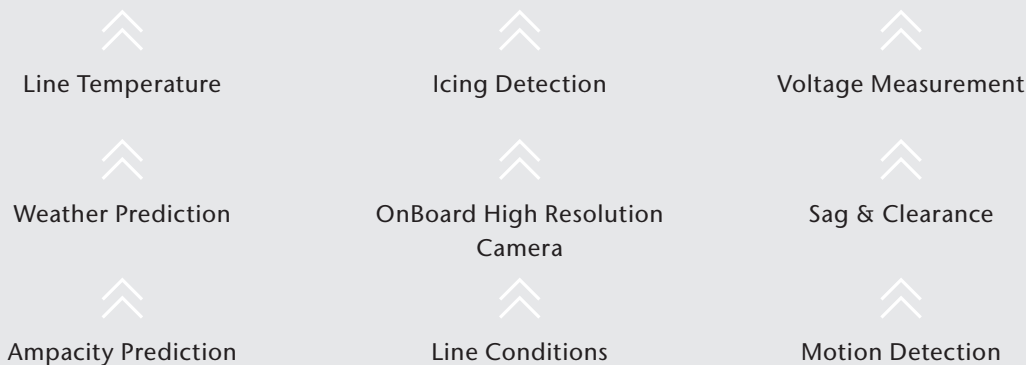 Line Temperature
Icing Detection
Voltage Measurement
Weather Prediction
OnBoard High Resolution
Camera
Sag & Clearance
Ampacity Prediction
Line Conditions
Motion Detection